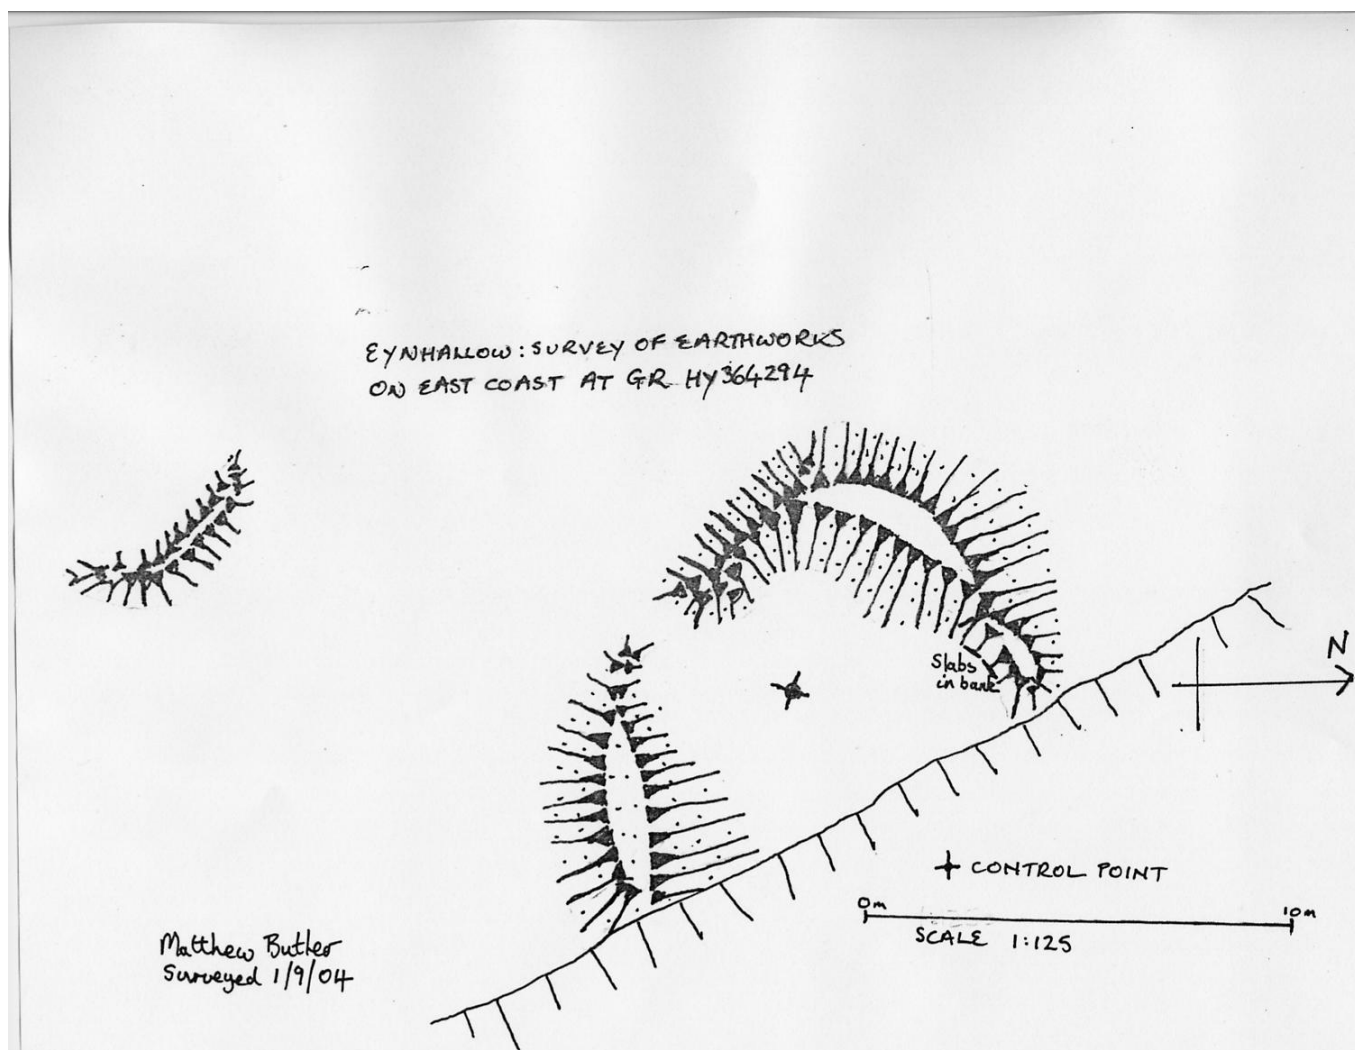 EYNHALLOW: SURVEY OF EARTHWORKS
ON EAST COAST AT GR HY364294
Slabs
in bank
N
CONTROL POINT
0m 10m
SCALE 1:125
Matthew Butler
Surveyed 1/9/04